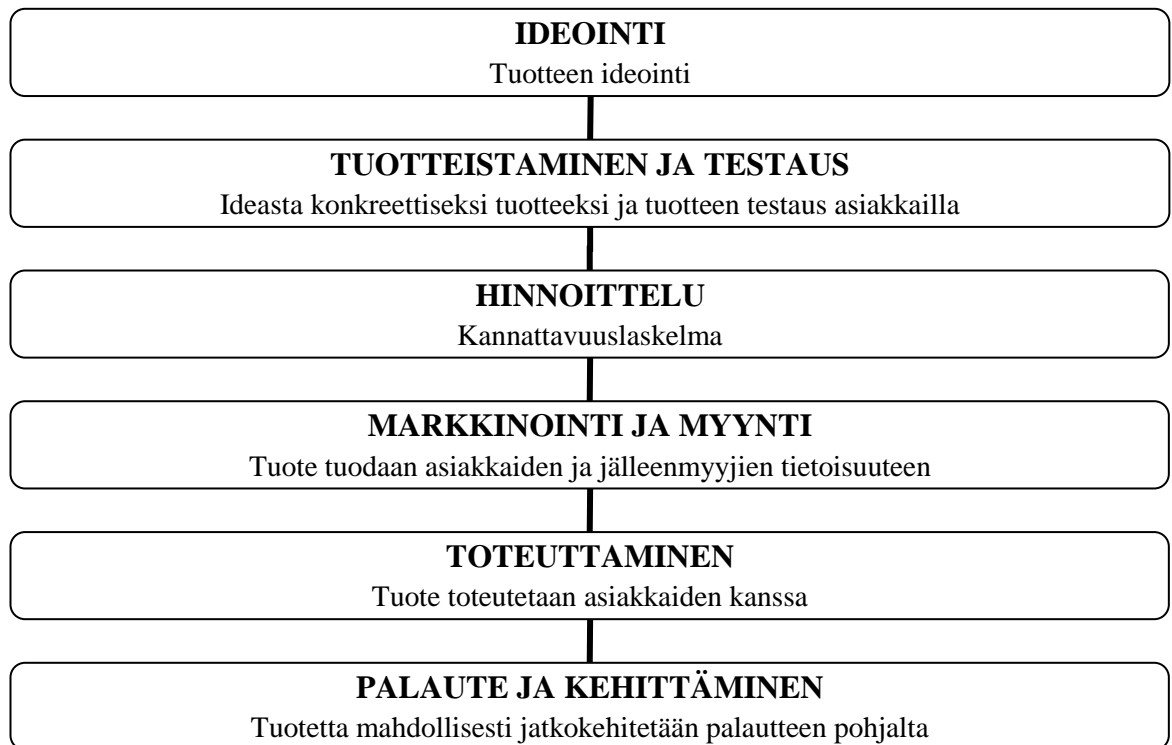 IDEOINTI
Tuotteen ideointi
TUOTTEISTAMINEN JA TESTAUS
Ideasta konkreettiseksi tuotteeksi ja tuotteen testaus asiakkailla
HINNOITTELU
Kannattavuuslaskelma
MARKKINOINTI JA MYYNTI
Tuote tuodaan asiakkaiden ja jälleenmyyjien tietoisuuteen
TOTEUTTAMINEN
Tuote toteutetaan asiakkaiden kanssa
PALAUTE JA KEHITTÄMINEN
Tuotetta mahdollisesti jatkokehitetään palautteen pohjalta